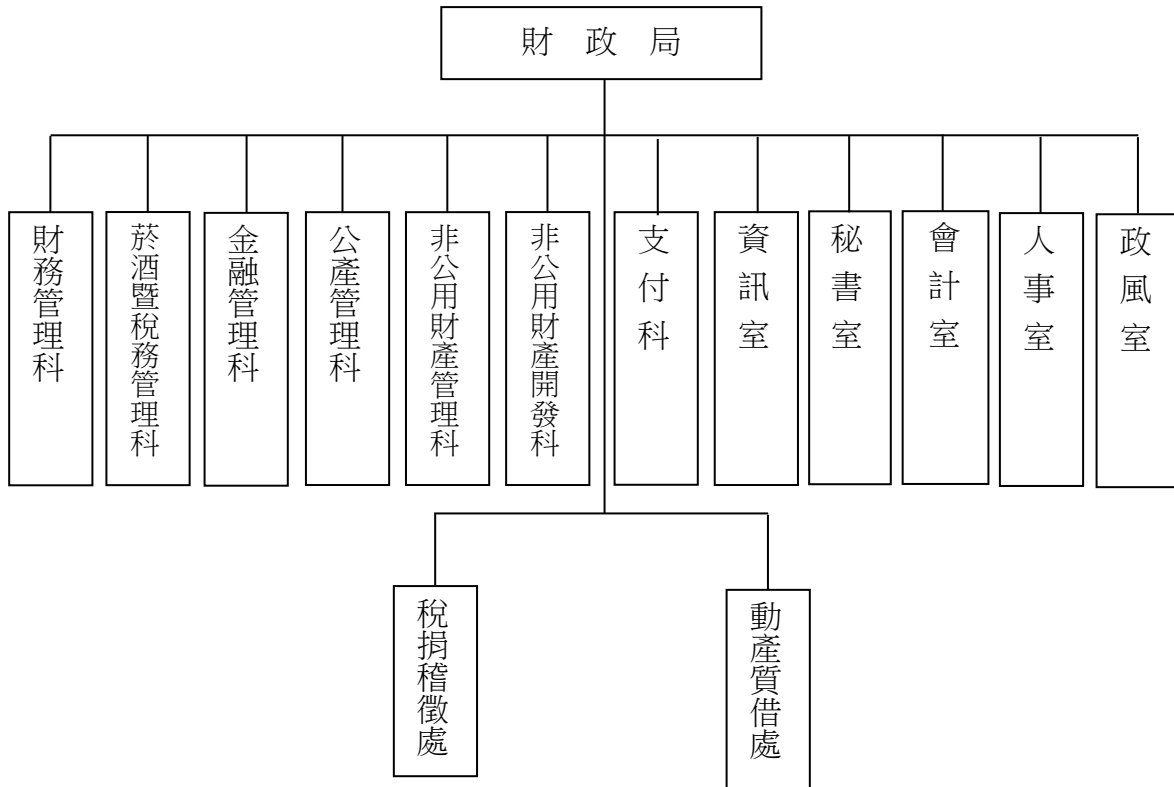 財政局
財務管理科
菸酒暨稅務管理科
金融管理科
公產管理科
非公用財產管理科
非公用財產開發科
支付科
資訊室
秘書室
會計室
人事室
政風室
稅捐稽徵處
動產質借處